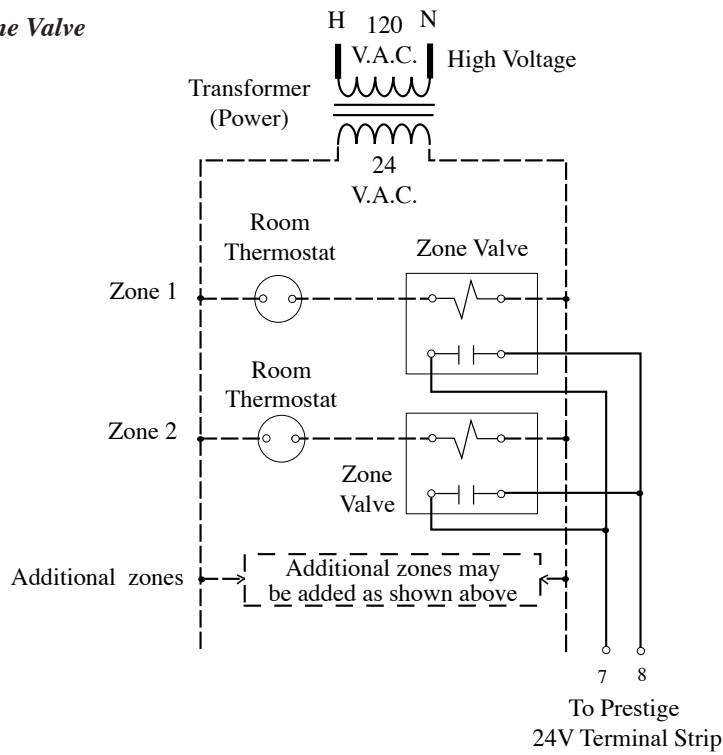 ne Valve
H 120 N
V.A.C.
High Voltage
Transformer
(Power)
24
V.A.C.
Room
Thermostat
Zone Valve
Zone 1
Room
Thermostat
Zone 2
Zone
Valve
Additional zones
Additional zones may
be added as shown above
7 8
To Prestige
24V Terminal Strip